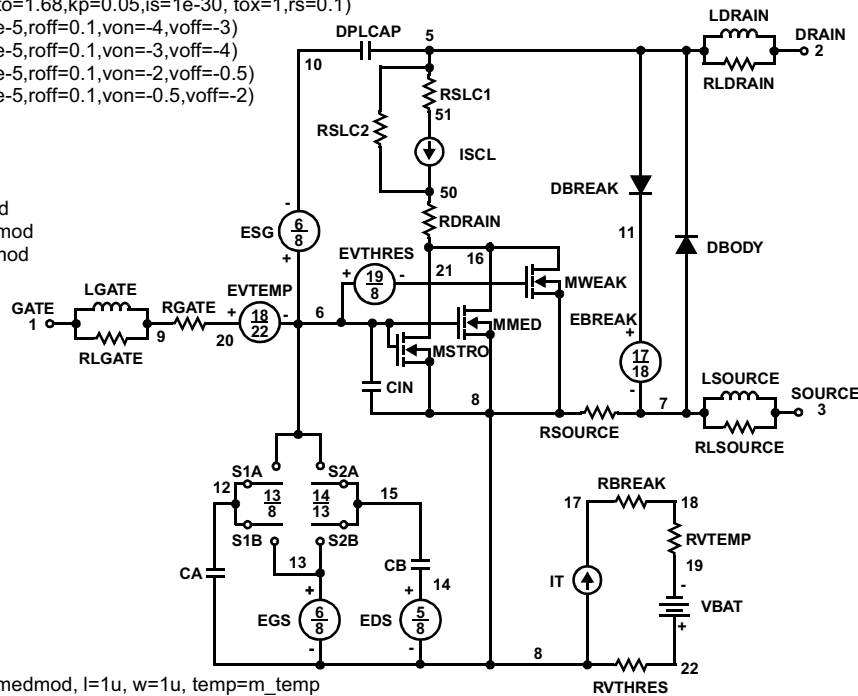 to=1.68,kp=0.05,is=1e-30, tox=1,rs=0.1)
e-5,roff=0.1,von=-4,voff=-3)
e-5,roff=0.1,von=-3,voff=-4)
e-5,roff=0.1,von=-2,voff=-0.5)
e-5,roff=0.1,von=-0.5,voff=-2)
d
mod
mod
LDRAIN
DPLCAP
5
DRAIN
2
10
RLDRAIN
RSLC1
51
RSLC2
ISCL
50
DBREAK
RDRAIN
ESG
6
8
-
+
11
DBODY
EVTHRES
+ 19 -
8
16
21
MWEAK
LGATE
GATE
1
RGATE
EVTEMP
+ 18 -
22
6
MMED
EBREAK
+
17
18
-
RLGATE
9
20
MSTRO
CIN
8
LSOURCE
SOURCE
3
7
RSOURCE
RLSOURCE
S1A
S2A
12
13
8
14
13
15
S1B
S2B
RBREAK
17
18
RVTEMP
19
CA
13
CB
14
IT
-
VBAT
+
EGS
+
6
8
-
EDS
+
5
8
-
8
22
RVTHRES
medmod, l=1u, w=1u, temp=m_temp